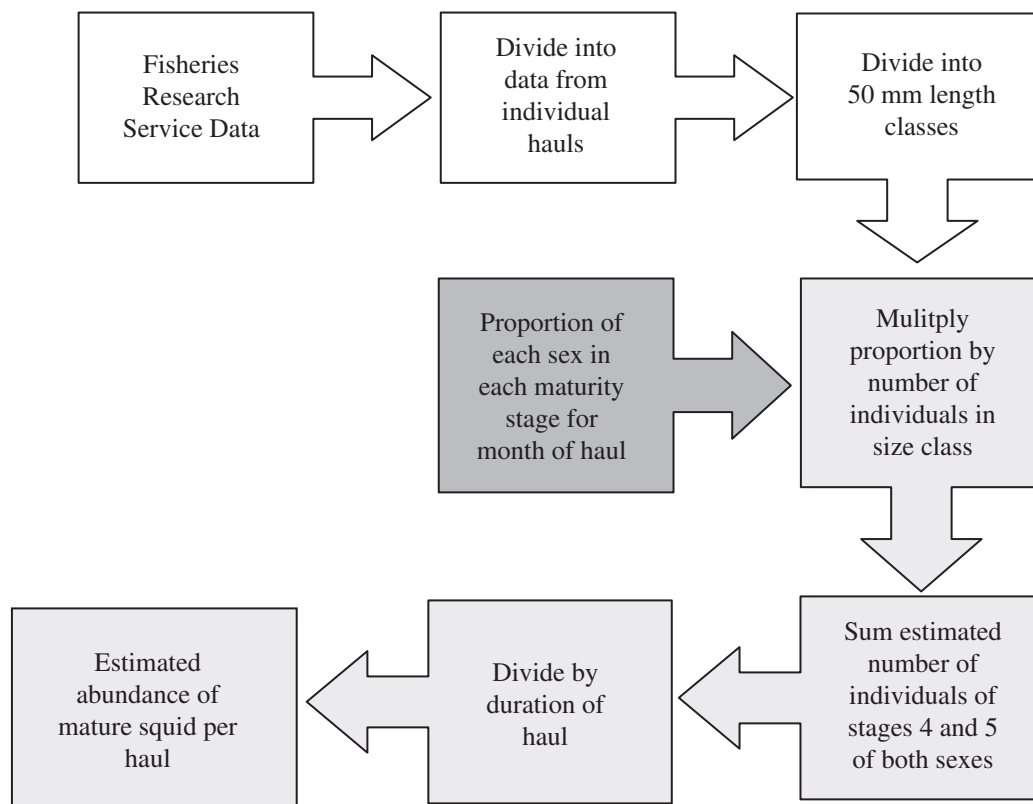 Fisheries
Research
Service Data
Divide into
data from
individual
hauls
Divide into
50 mm length
classes
Proportion of
each sex in
each maturity
stage for
month of haul
Mulitply
proportion by
number of
individuals in
size class
Sum estimated
number of
individuals of
stages 4 and 5
of both sexes
Divide by
duration of
haul
Estimated
abundance of
mature squid per
haul